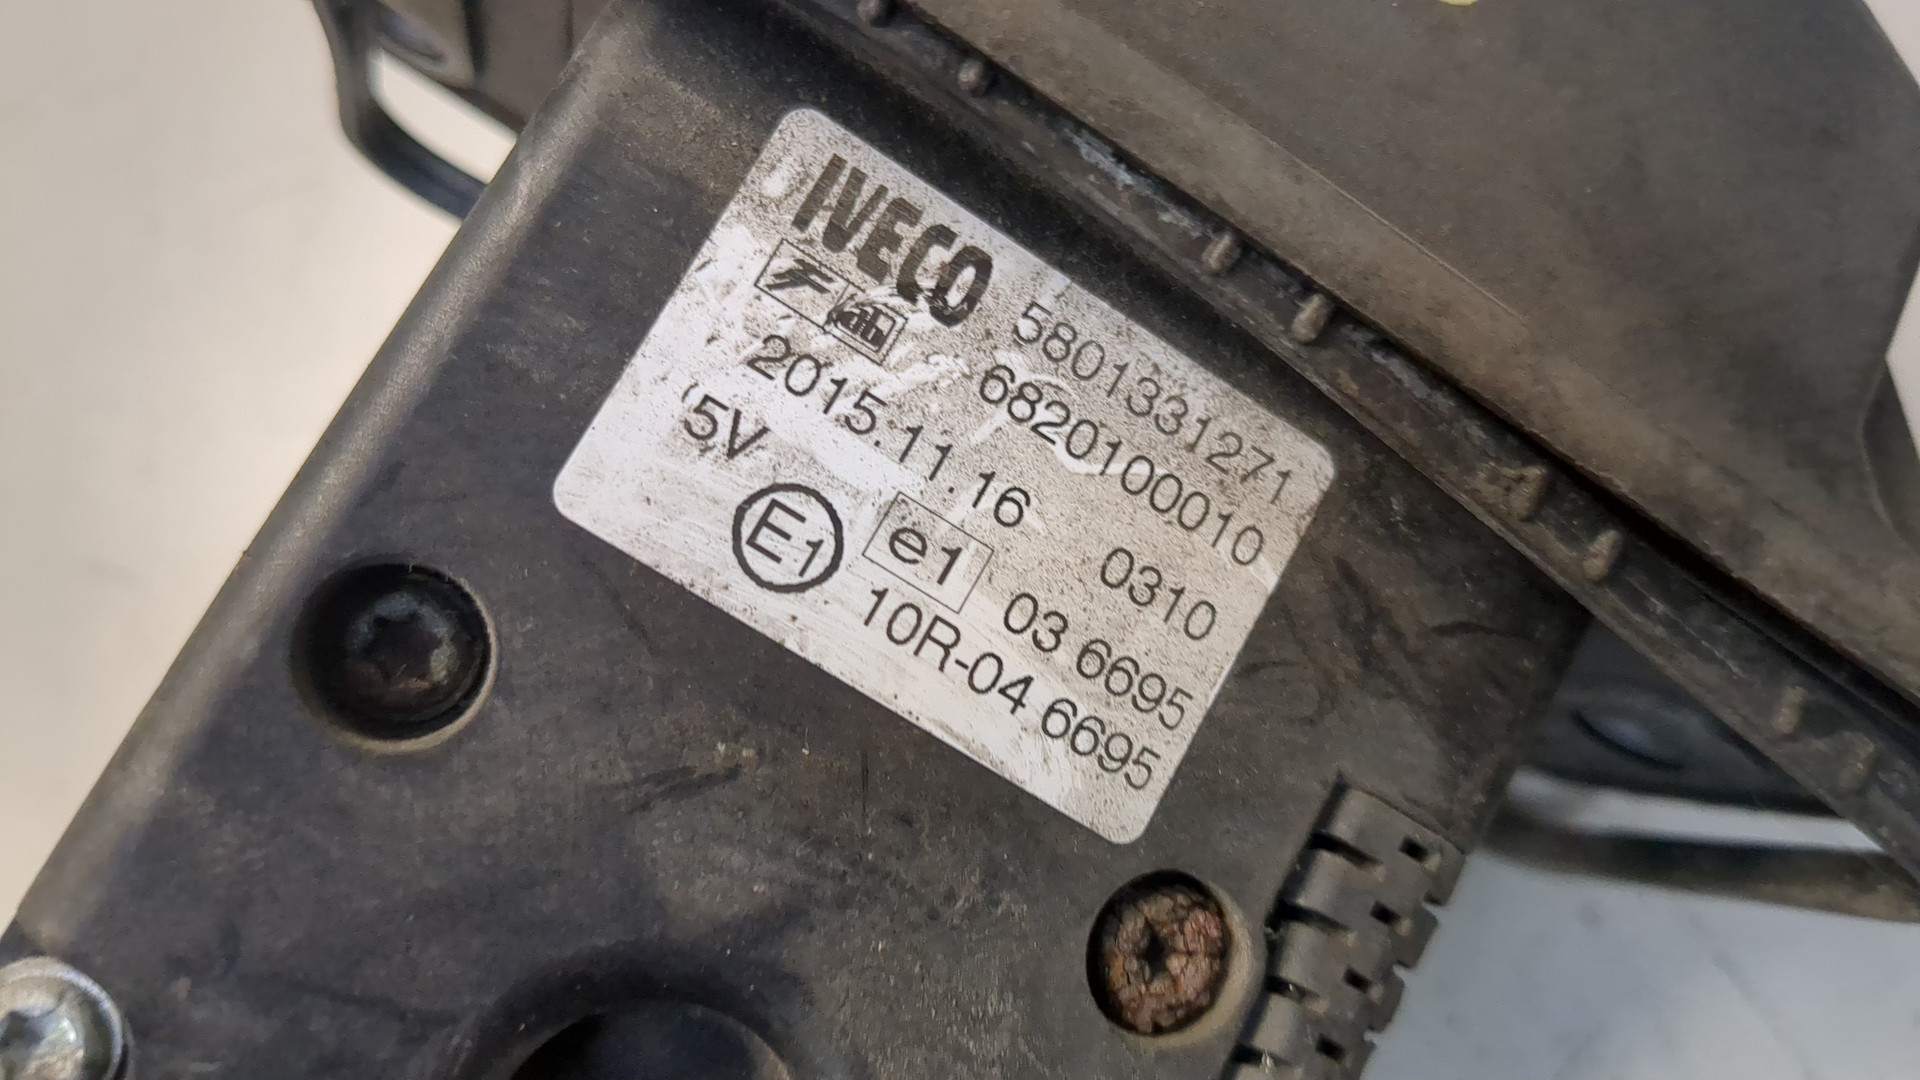 IVECO 5801331271
6820100010
2015.11.16 0310
5V
E1 e1 03 6695
10R-04 6695